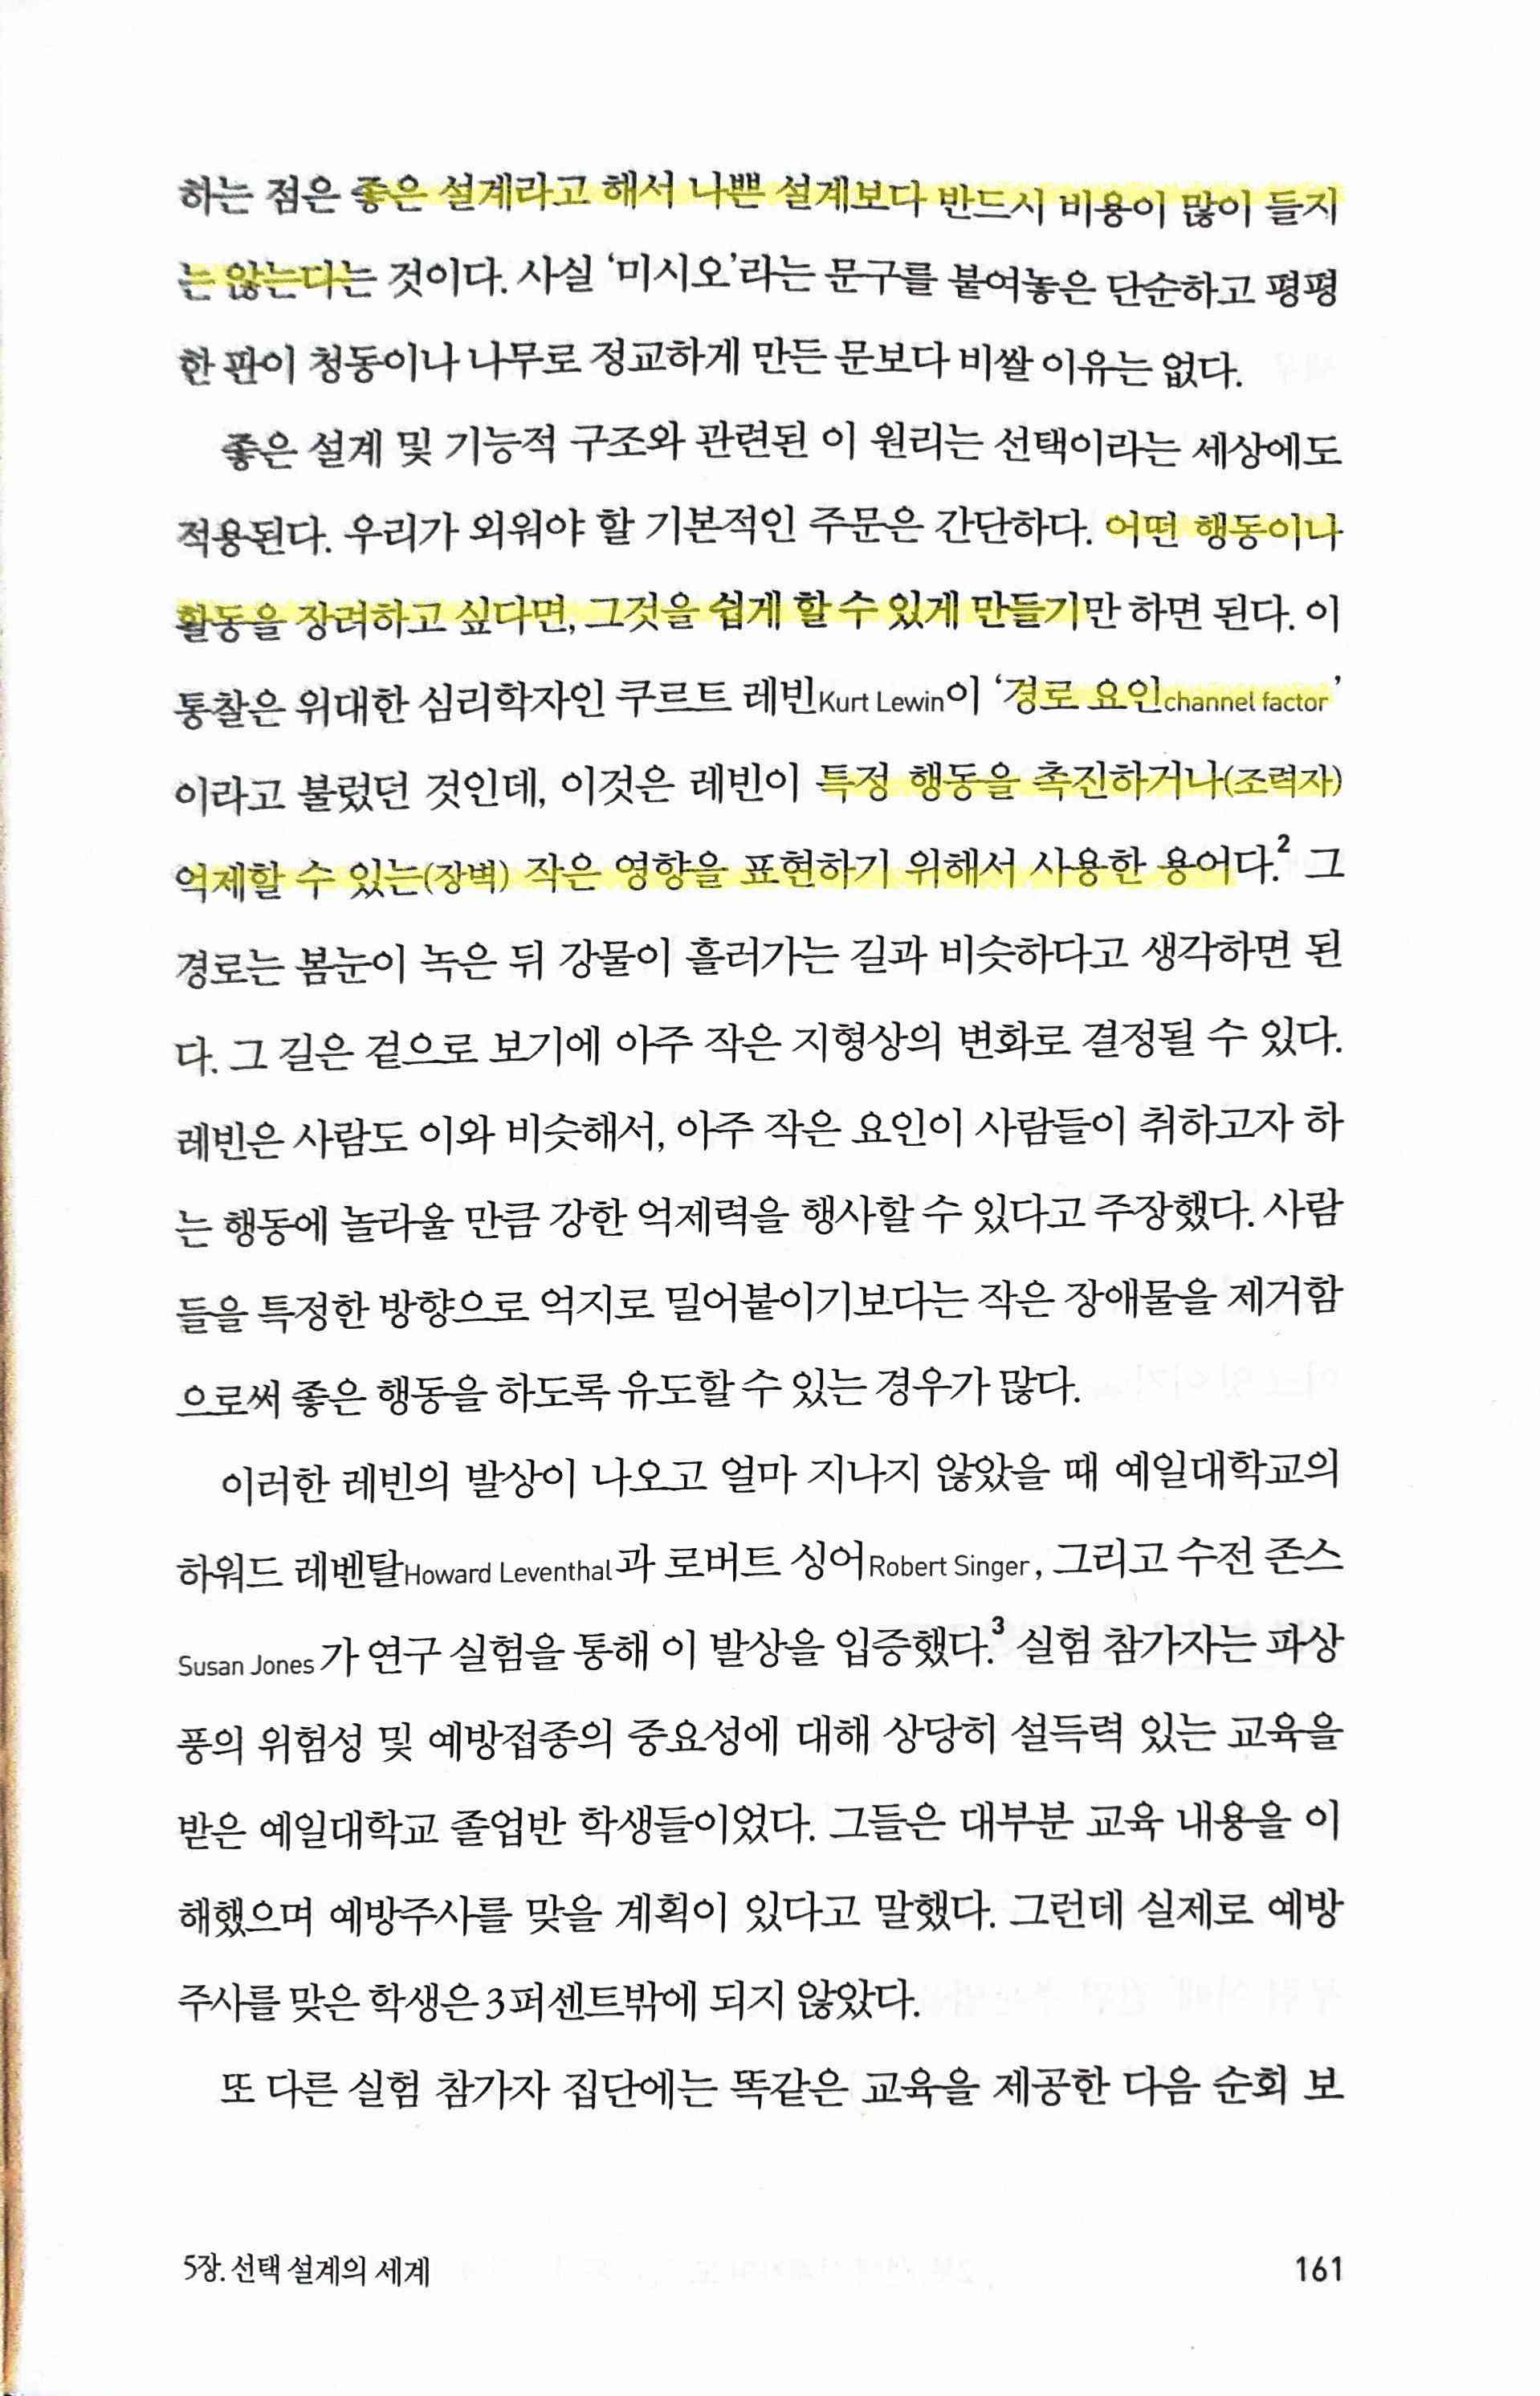 하는 점은 좋은 설계라고 해서 나쁜 설계보다 반드시 비용이 많이 들지
는 않는다는 것이다. 사실 ‘미시오’라는 문구를 붙여놓은 단순하고 평평
한 판이 청동이나 나무로 정교하게 만든 문보다 비쌀 이유는 없다.
좋은 설계 및 기능적 구조와 관련된 이 원리는 선택이라는 세상에도
적용된다. 우리가 외워야 할 기본적인 주문은 간단하다. 어떤 행동이나
활동을 장려하고 싶다면, 그것을 쉽게 할 수 있게 만들기만 하면 된다. 이
통찰은 위대한 심리학자인 쿠르트 레빈Kurt Lewin이 ‘경로 요인channel factor’
이라고 불렀던 것인데, 이것은 레빈이 특정 행동을 촉진하거나(조력자)
억제할 수 있는(장벽) 작은 영향을 표현하기 위해서 사용한 용어다.2 그
경로는 봄눈이 녹은 뒤 강물이 흘러가는 길과 비슷하다고 생각하면 된
다. 그 길은 겉으로 보기에 아주 작은 지형상의 변화로 결정될 수 있다.
레빈은 사람도 이와 비슷해서, 아주 작은 요인이 사람들이 취하고자 하
는 행동에 놀라울 만큼 강한 억제력을 행사할 수 있다고 주장했다. 사람
들을 특정한 방향으로 억지로 밀어붙이기보다는 작은 장애물을 제거함
으로써 좋은 행동을 하도록 유도할 수 있는 경우가 많다.
이러한 레빈의 발상이 나오고 얼마 지나지 않았을 때 예일대학교의
하워드 레벤탈Howard Leventhal과 로버트 싱어Robert Singer, 그리고 수전 존스
Susan Jones가 연구 실험을 통해 이 발상을 입증했다.3 실험 참가자는 파상
풍의 위험성 및 예방접종의 중요성에 대해 상당히 설득력 있는 교육을
받은 예일대학교 졸업반 학생들이었다. 그들은 대부분 교육 내용을 이
해했으며 예방주사를 맞을 계획이 있다고 말했다. 그런데 실제로 예방
주사를 맞은 학생은 3퍼센트밖에 되지 않았다.
또 다른 실험 참가자 집단에는 똑같은 교육을 제공한 다음 순회 보
5장. 선택 설계의 세계
161